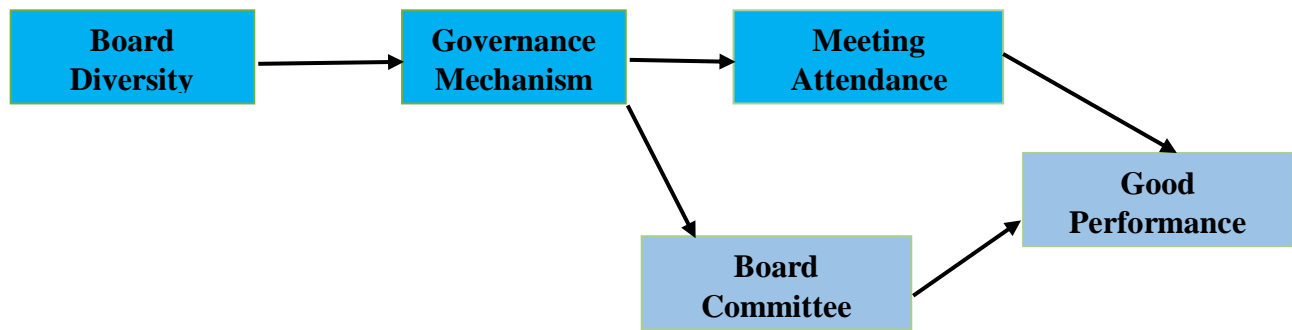 Board
Diversity
Governance
Mechanism
Meeting
Attendance
Good
Performance
Board
Committee